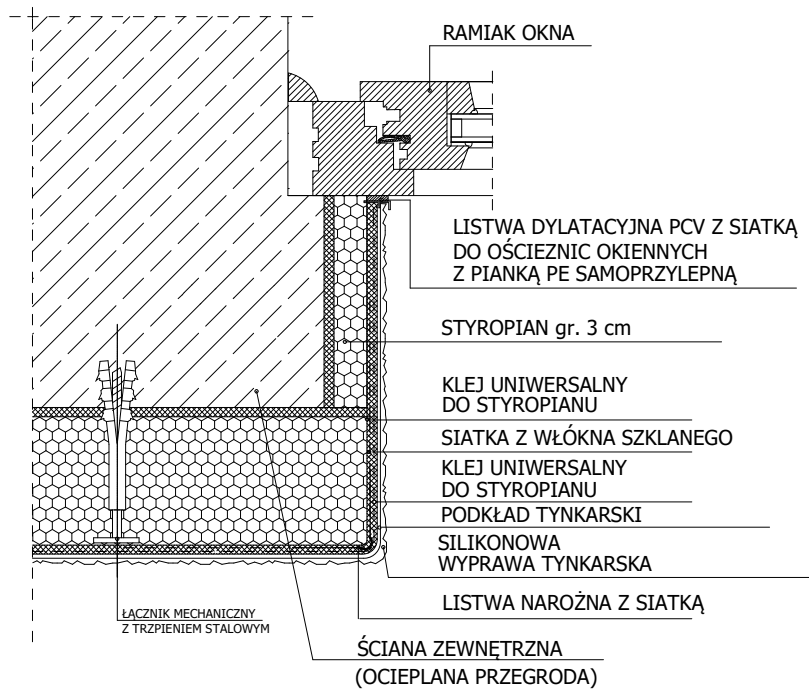 RAMIAK OKNA
LISTWA DYLATACYJNA PCV Z SIATKĄ
DO OŚCIEZNIC OKIENNYCH
Z PIANKĄ PE SAMOPRZYLEPNĄ
STYROPIAN gr. 3 cm
KLEJ UNIWERSALNY
DO STYROPIANU
SIATKA Z WŁÓKNA SZKLANEGO
KLEJ UNIWERSALNY
DO STYROPIANU
PODKŁAD TYNKARSKI
SILIKONOWA
WYPRAWA TYNKARSKA
LISTWA NAROŻNA Z SIATKĄ
ŁĄCZNIK MECHANICZNY
Z TRZPIENIEM STALOWYM
ŚCIANA ZEWNĘTRZNA
(OCIEPLANA PRZEGRODA)